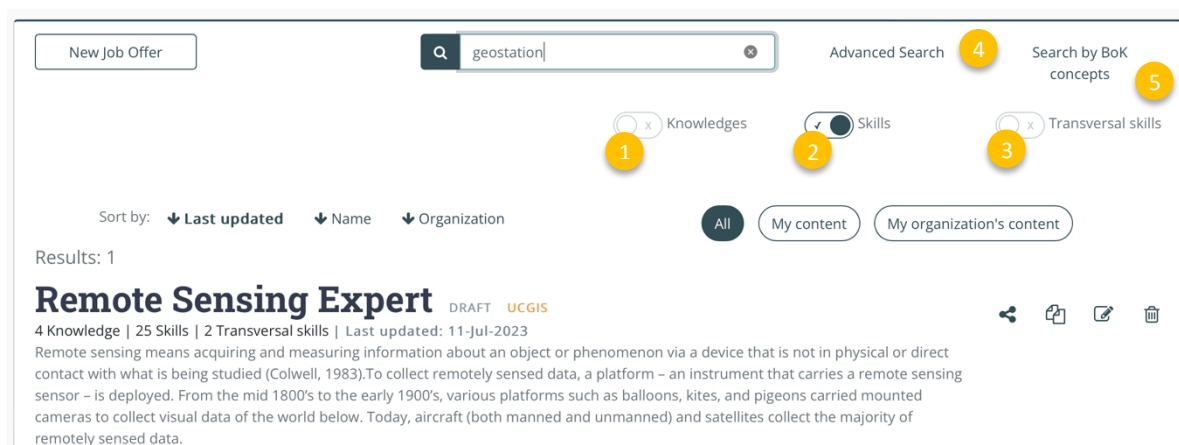 New Job Offer
geostation
Advanced Search
4
Search by BoK
concepts
5
x Knowledges
Skills
x Transversal skills
1
2
3
Sort by: Last updated Name Organization
All My content My organization's content
Results: 1
Remote Sensing Expert DRAFT UCGIS
4 Knowledge | 25 Skills | 2 Transversal skills | Last updated: 11-Jul-2023
Remote sensing means acquiring and measuring information about an object or phenomenon via a device that is not in physical or direct
contact with what is being studied (Colwell, 1983).To collect remotely sensed data, a platform – an instrument that carries a remote sensing
sensor – is deployed. From the mid 1800's to the early 1900's, various platforms such as balloons, kites, and pigeons carried mounted
cameras to collect visual data of the world below. Today, aircraft (both manned and unmanned) and satellites collect the majority of
remotely sensed data.